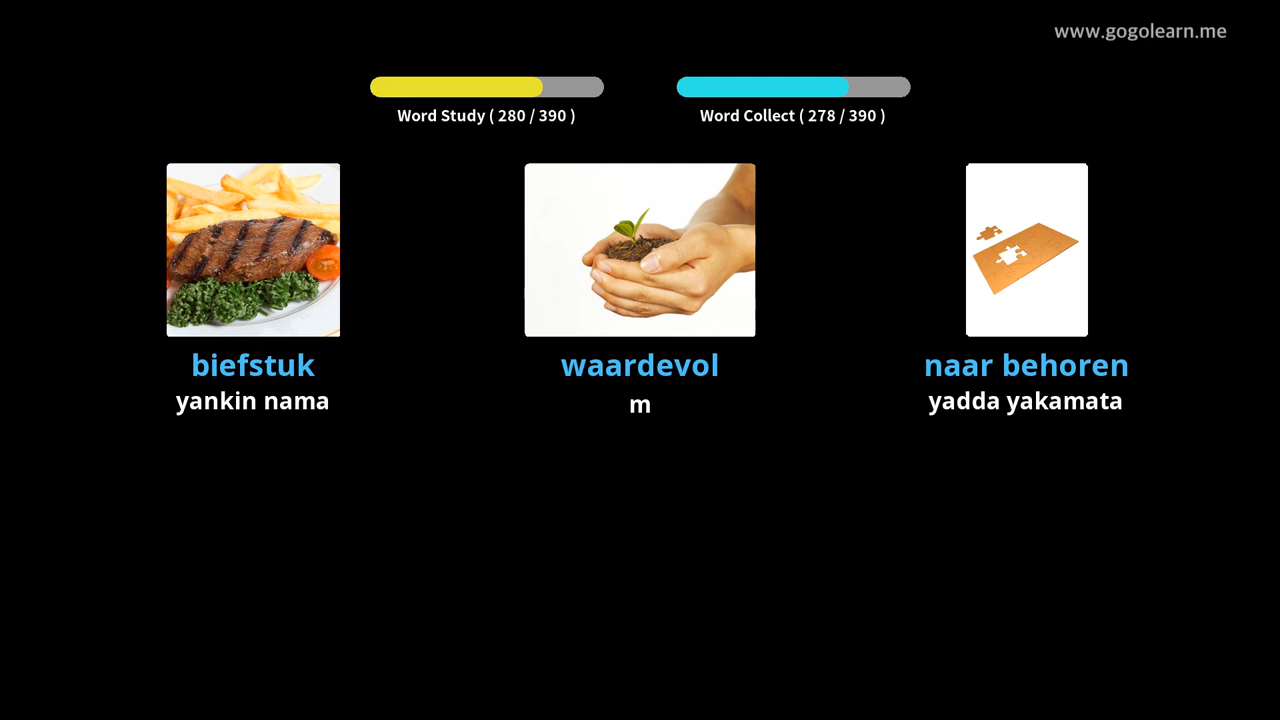 www.gogolearn.me
Word Study ( 280 / 390 )
Word Collect ( 278 / 390 )
biefstuk
yankin nama
waardevol
m
naar behoren
yadda yakamata